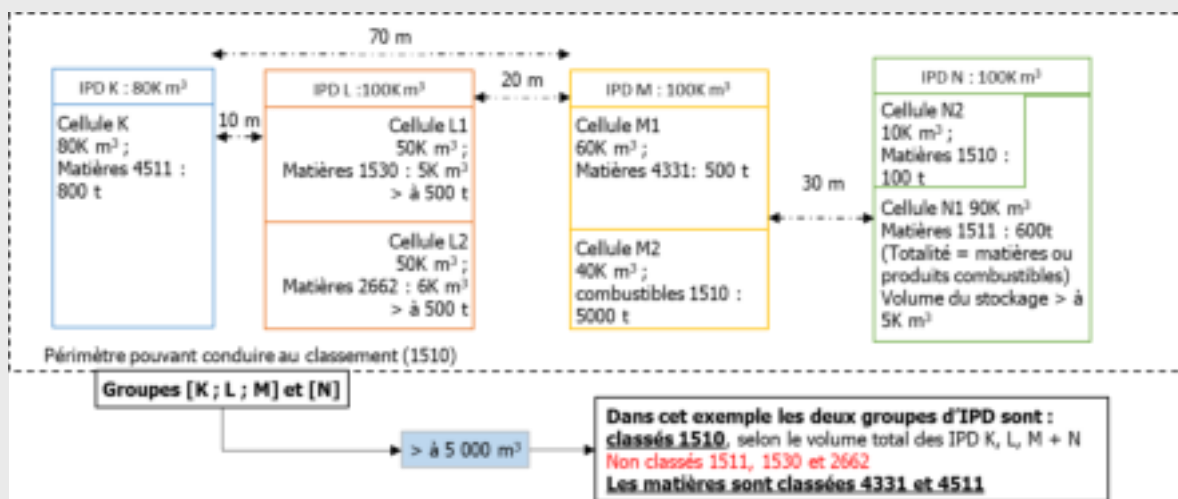 70 m
IPD K : 80K m³
10 m
IPD L :100K m³
20 m
IPD M : 100K m³
30 m
IPD N : 100K m³
Cellule K
80K m³ ;
Matières 4511 :
800 t
Cellule L1
50K m³ ;
Matières 1530 : 5K m³
> à 500 t
Cellule L2
50K m³ ;
Matières 2662 : 6K m³
> à 500 t
Cellule M1
60K m³ ;
Matières 4331: 500 t
Cellule M2
40K m³ ;
combustibles 1510 :
5000 t
Cellule N2
10K m³ ;
Matières 1510 :
100 t
Cellule N1 90K m³
Matières 1511 : 600t
(Totalité = matières ou
produits combustibles)
Volume du stockage > à
5K m³
Périmètre pouvant conduire au classement (1510)
Groupes [K ; L ; M] et [N]
> à 5 000 m³
Dans cet exemple les deux groupes d'IPD sont :
classés 1510, selon le volume total des IPD K, L, M + N
Non classés 1511, 1530 et 2662
Les matières sont classées 4331 et 4511